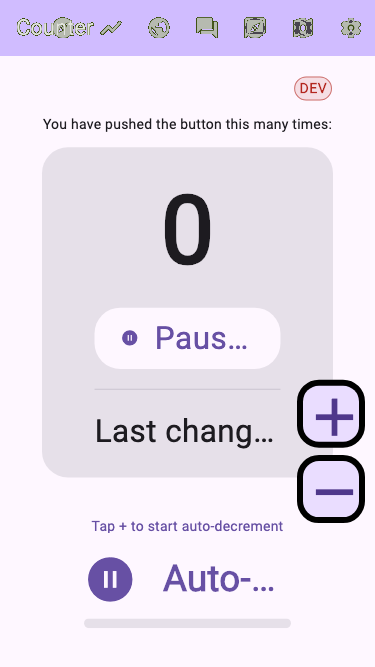 Counter
DEV
You have pushed the button this many times:
0
Paus...
Last chang...
Tap + to start auto-decrement
Auto-...